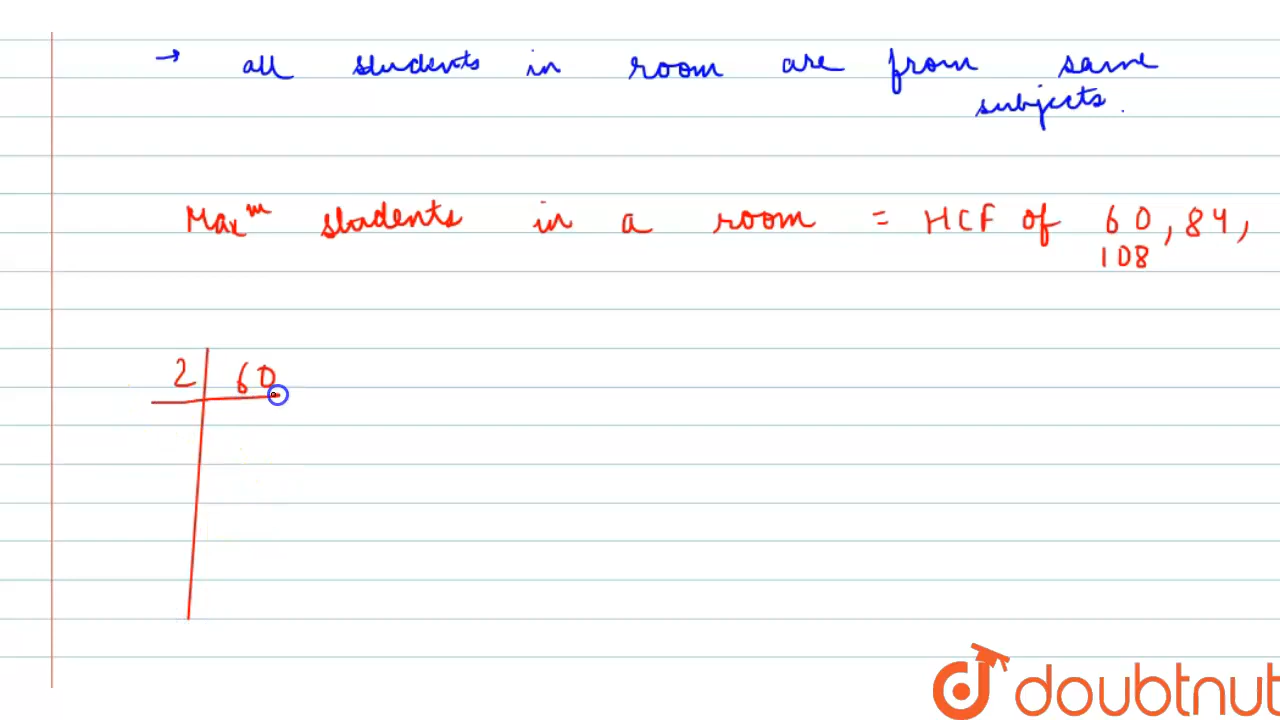 → all students in room are from same
subjects.
Maxᵐ students in a room = HCF of 60, 84,
108
2 60
doubtnut